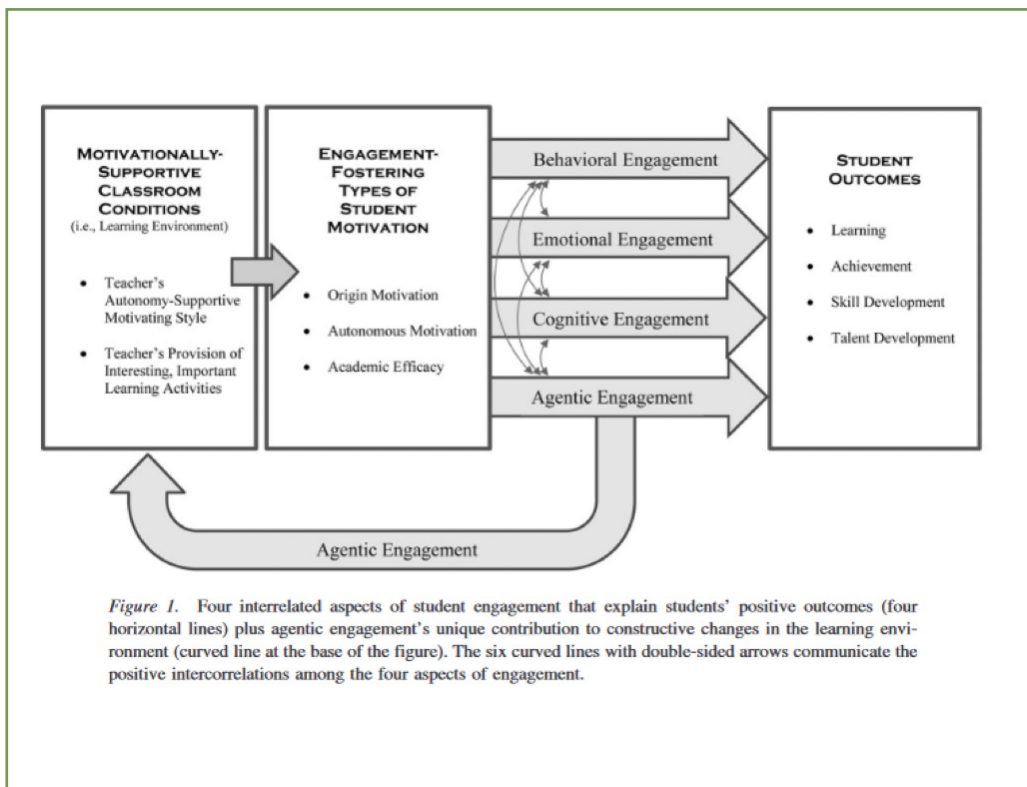 MOTIVATIONALLY-
SUPPORTIVE
CLASSROOM
CONDITIONS
(i.e., Learning Environment)
• Teacher's
Autonomy-Supportive
Motivating Style
• Teacher's Provision of
Interesting, Important
Learning Activities
ENGAGEMENT-
FOSTERING
TYPES OF
STUDENT
MOTIVATION
• Origin Motivation
• Autonomous Motivation
• Academic Efficacy
Behavioral Engagement
Emotional Engagement
Cognitive Engagement
Agentic Engagement
STUDENT
OUTCOMES
• Learning
• Achievement
• Skill Development
• Talent Development
Agentic Engagement
Figure 1. Four interrelated aspects of student engagement that explain students' positive outcomes (four
horizontal lines) plus agentic engagement's unique contribution to constructive changes in the learning envi-
ronment (curved line at the base of the figure). The six curved lines with double-sided arrows communicate the
positive intercorrelations among the four aspects of engagement.